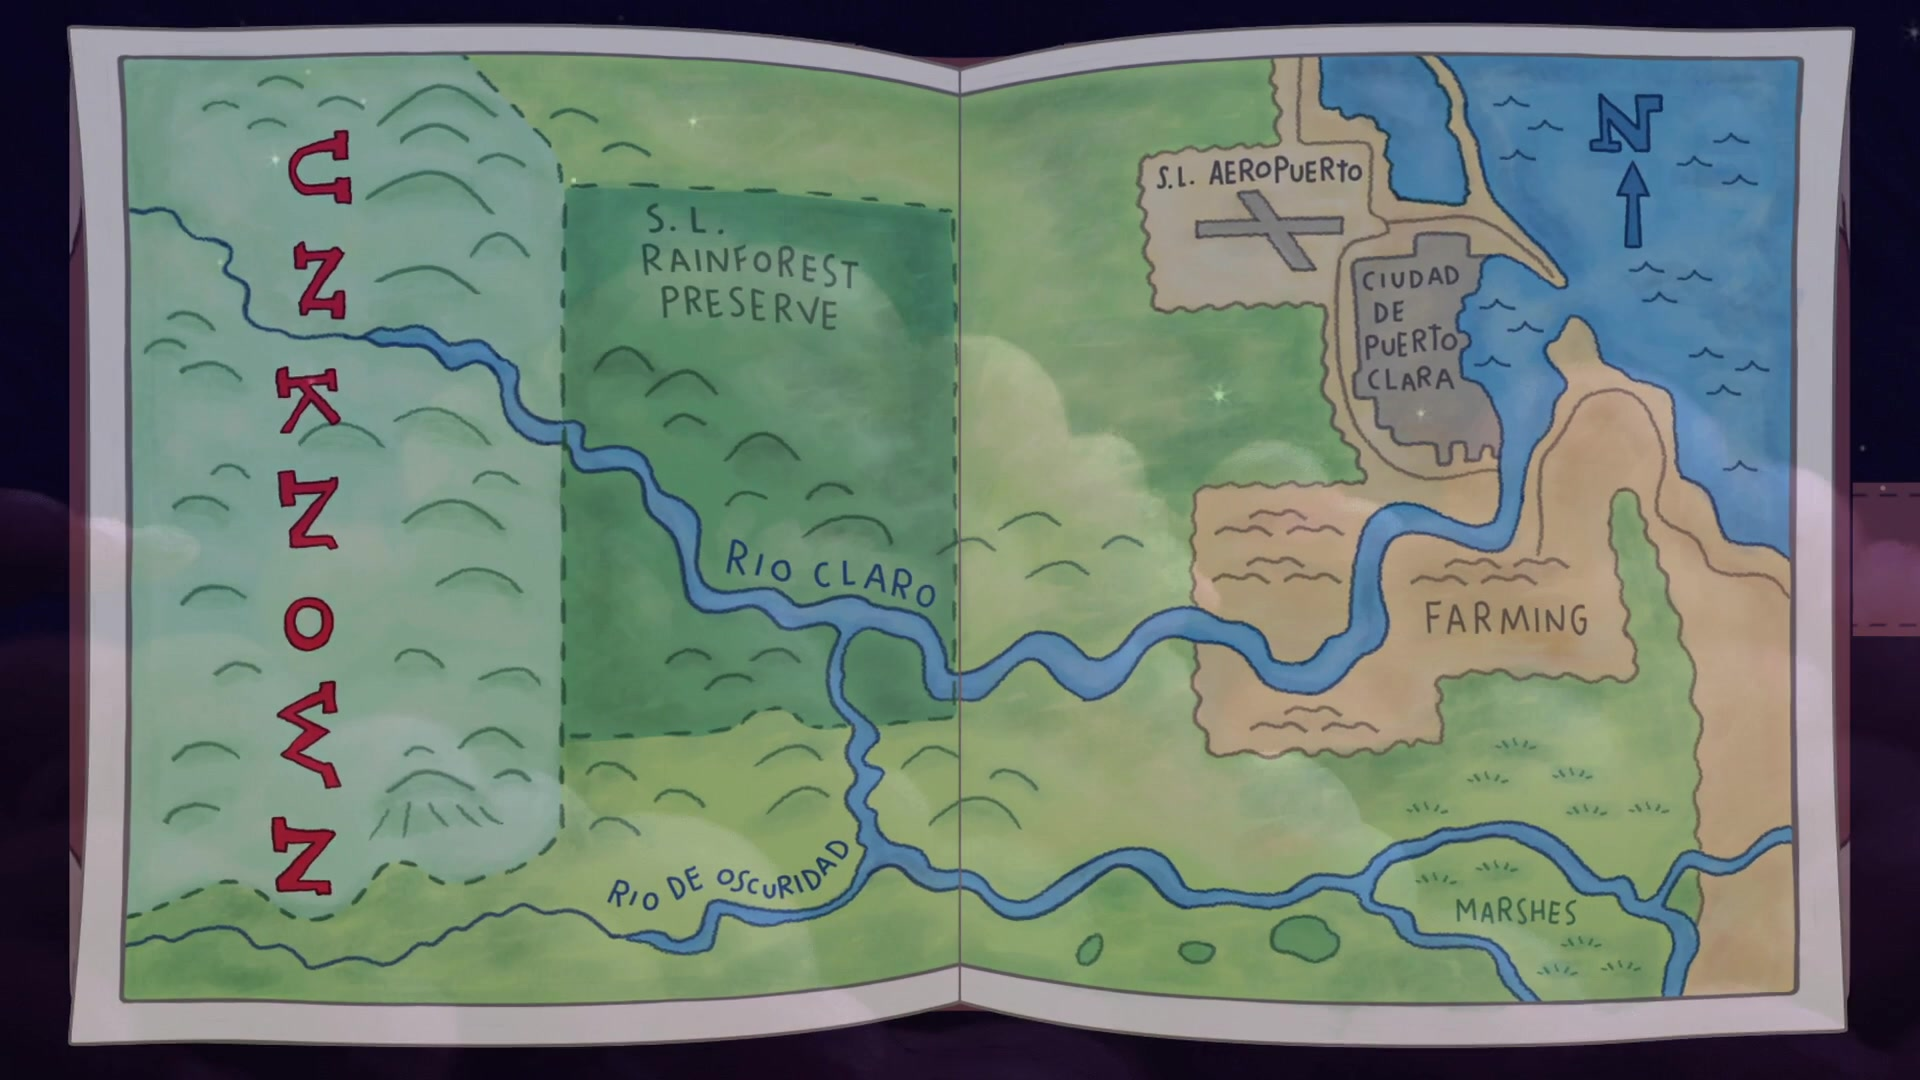 UNKNOWN
S. L.
RAINFOREST
PRESERVE
RIO CLARO
RIO DE OSCURIDAD
S.L. AEROPUERTO
CIUDAD
DE
PUERTO
CLARA
N
FARMING
MARSHES